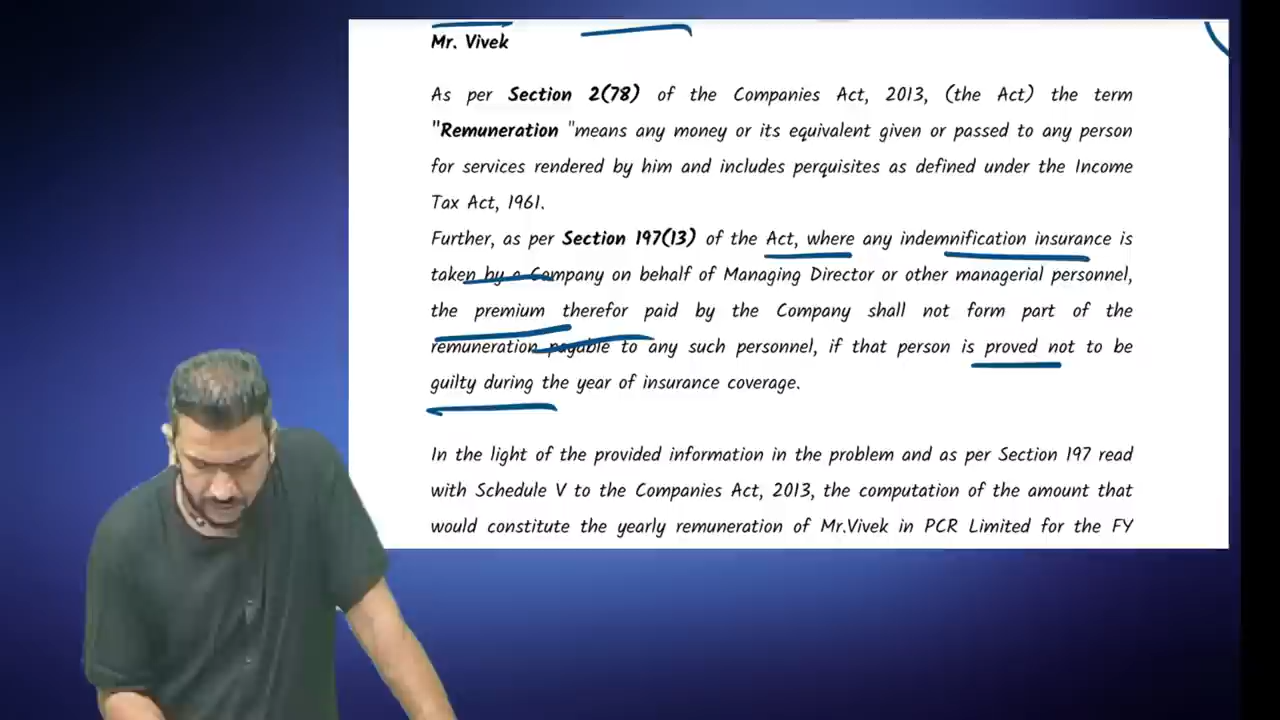 Mr. Vivek
As per Section 2(78) of the Companies Act, 2013, (the Act) the term
"Remuneration "means any money or its equivalent given or passed to any person
for services rendered by him and includes perquisites as defined under the Income
Tax Act, 1961.
Further, as per Section 197(13) of the Act, where any indemnification insurance is
taken by a Company on behalf of Managing Director or other managerial personnel,
the premium therefor paid by the Company shall not form part of the
remuneration payable to any such personnel, if that person is proved not to be
guilty during the year of insurance coverage.
In the light of the provided information in the problem and as per Section 197 read
with Schedule V to the Companies Act, 2013, the computation of the amount that
would constitute the yearly remuneration of Mr.Vivek in PCR Limited for the FY